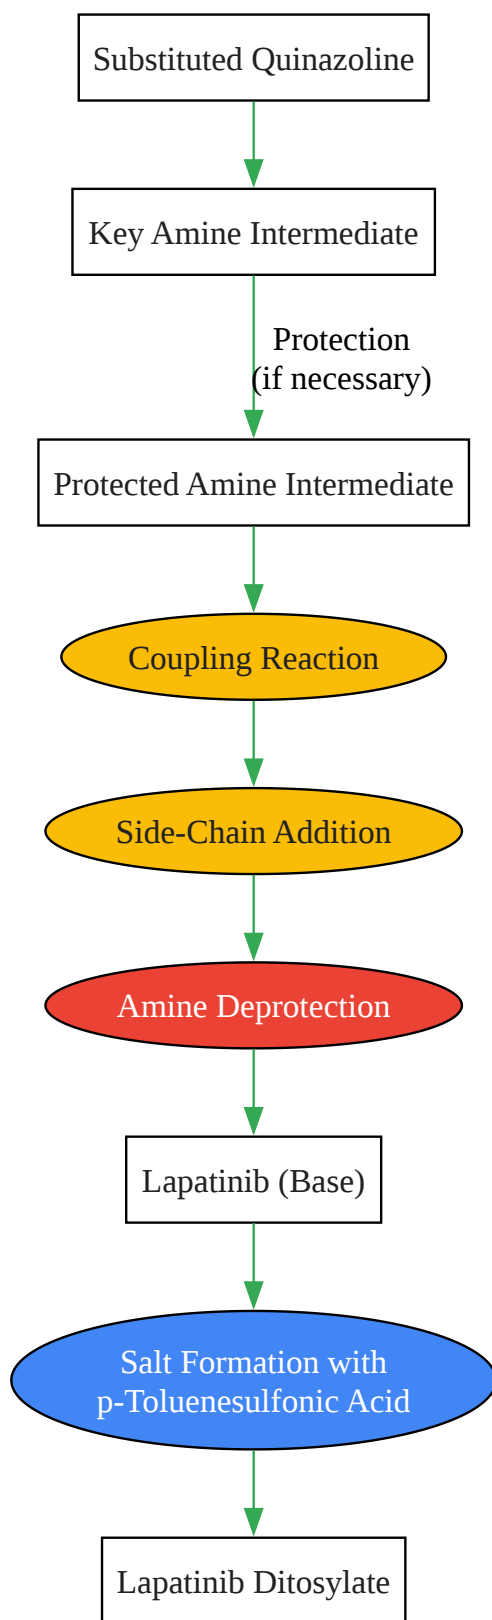 Substituted Quinazoline
Key Amine Intermediate
Protection
(if necessary)
Protected Amine Intermediate
Coupling Reaction
Side-Chain Addition
Amine Deprotection
Lapatinib (Base)
Salt Formation with
p-Toluenesulfonic Acid
Lapatinib Ditosylate